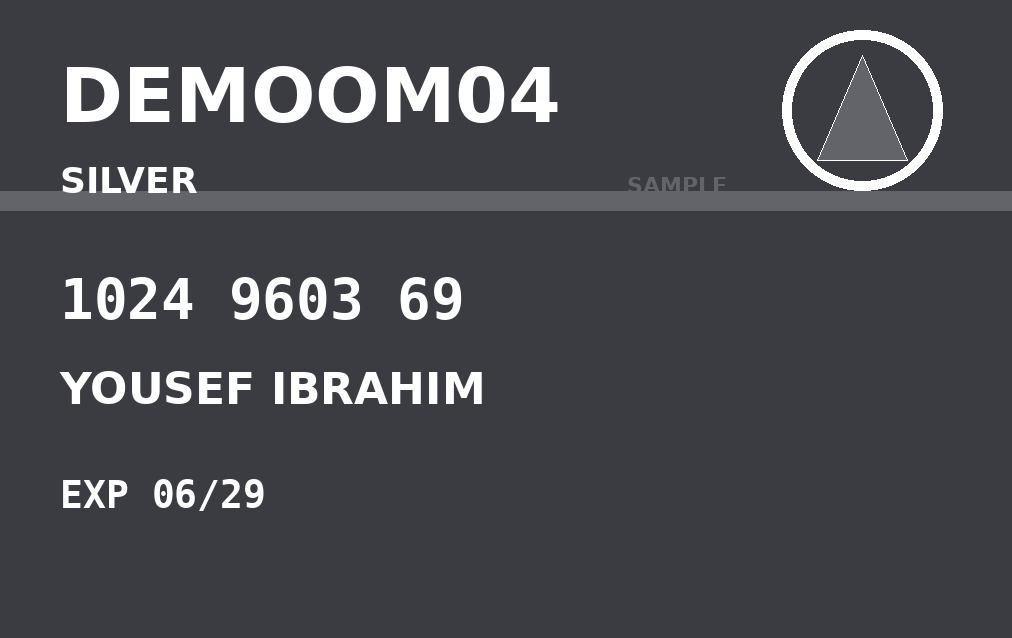 DEMOOM04
SILVER
SAMPLE
1024 9603 69
YOUSEF IBRAHIM
EXP 06/29